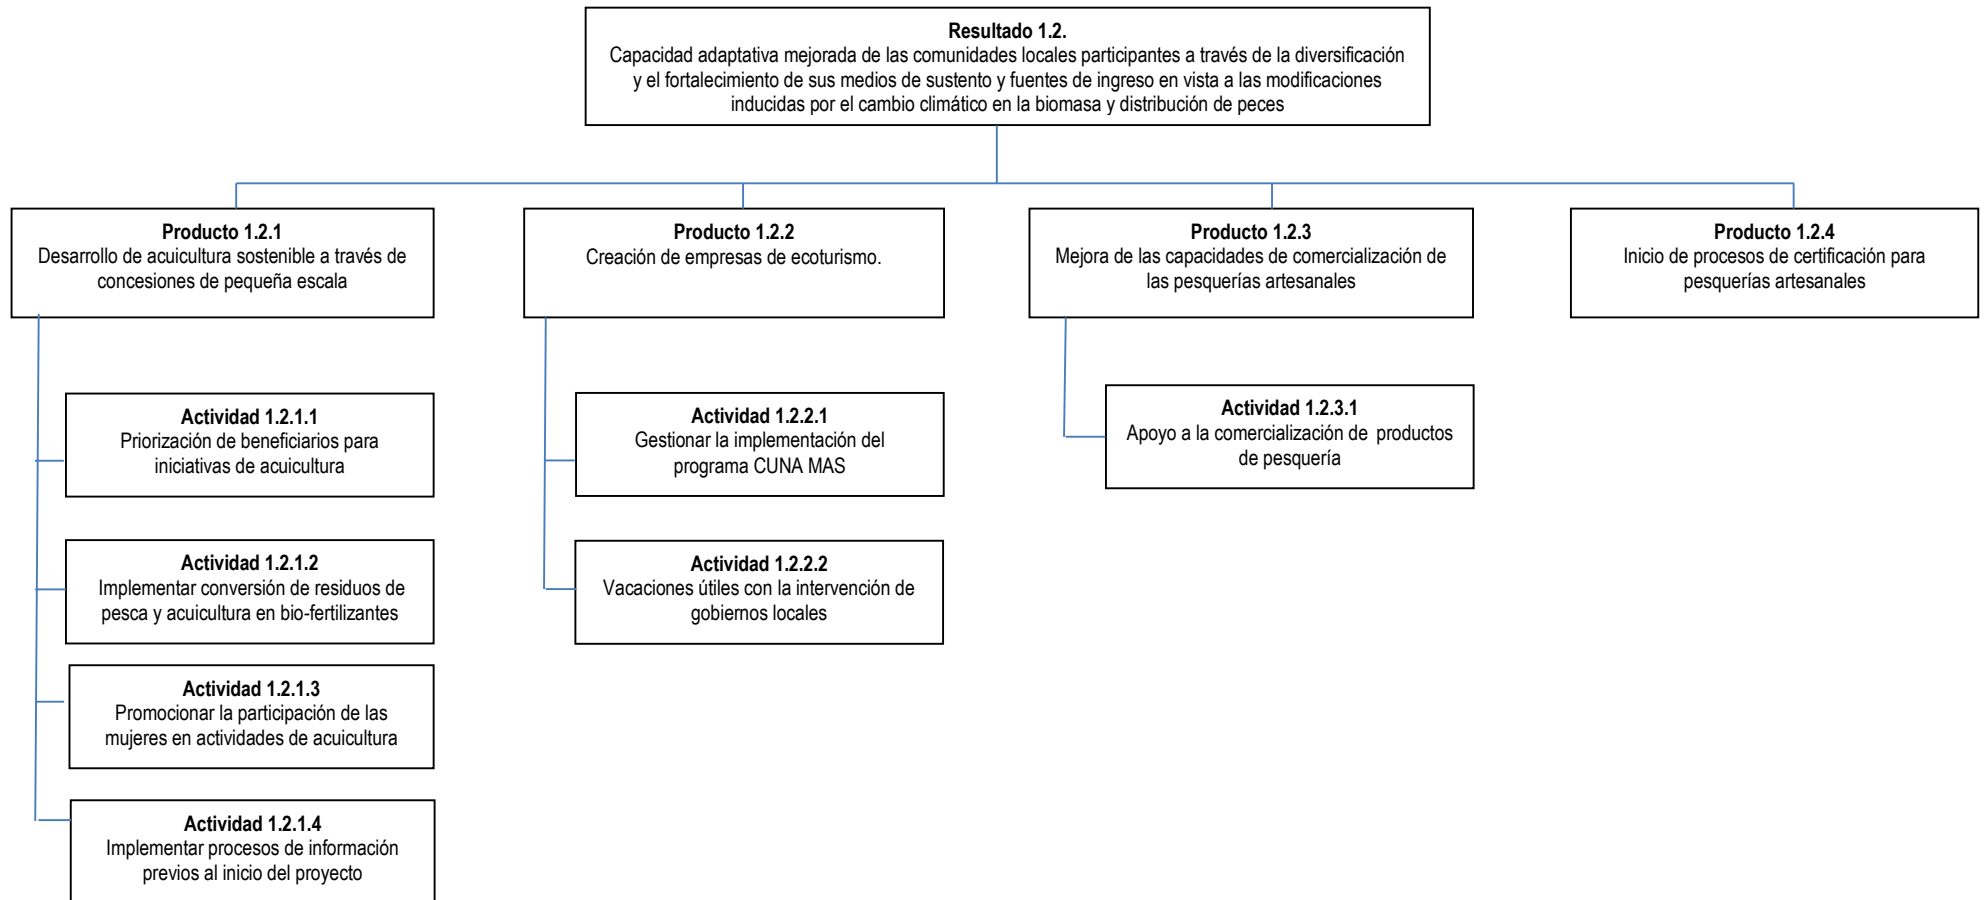 Resultado 1.2.
Capacidad adaptativa mejorada de las comunidades locales participantes a través de la diversificación
y el fortalecimiento de sus medios de sustento y fuentes de ingreso en vista a las modificaciones
inducidas por el cambio climático en la biomasa y distribución de peces
Producto 1.2.1
Desarrollo de acuicultura sostenible a través de
concesiones de pequeña escala
Producto 1.2.2
Creación de empresas de ecoturismo.
Producto 1.2.3
Mejora de las capacidades de comercialización de
las pesquerías artesanales
Producto 1.2.4
Inicio de procesos de certificación para
pesquerías artesanales
Actividad 1.2.1.1
Priorización de beneficiarios para
iniciativas de acuicultura
Actividad 1.2.2.1
Gestionar la implementación del
programa CUNA MAS
Actividad 1.2.3.1
Apoyo a la comercialización de productos
de pesquería
Actividad 1.2.1.2
Implementar conversión de residuos de
pesca y acuicultura en bio-fertilizantes
Actividad 1.2.2.2
Vacaciones útiles con la intervención de
gobiernos locales
Actividad 1.2.1.3
Promocionar la participación de las
mujeres en actividades de acuicultura
Actividad 1.2.1.4
Implementar procesos de información
previos al inicio del proyecto